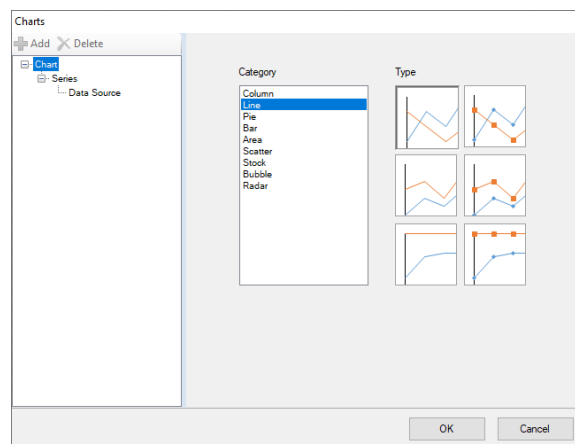 Charts
Add Delete
Chart
Series
Data Source
Category
Column
Line
Pie
Bar
Area
Scatter
Stock
Bubble
Radar
Type
OK Cancel